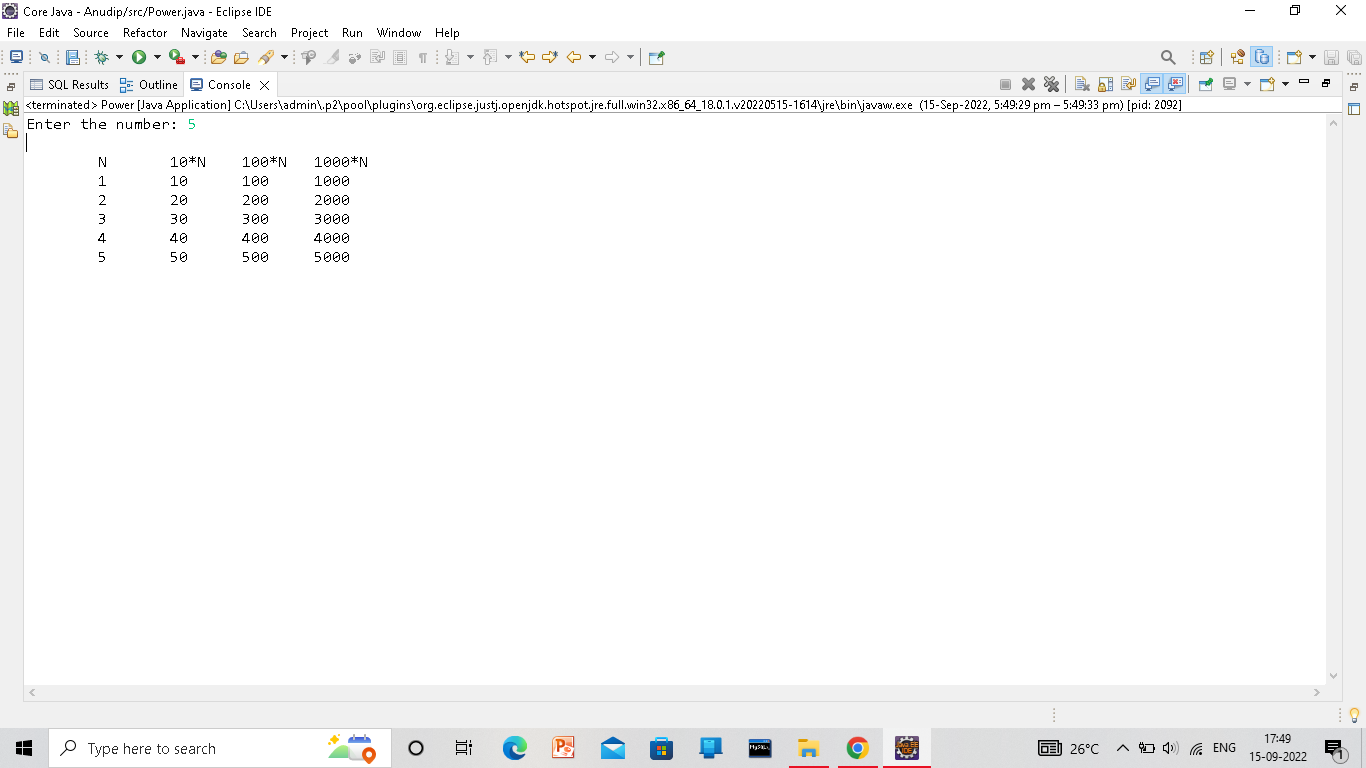 Core Java - Anudip/src/Power.java - Eclipse IDE
File Edit Source Refactor Navigate Search Project Run Window Help
SQL Results Outline Console
<terminated> Power [Java Application] C:\Users\admin\.p2\pool\plugins\org.eclipse.justj.openjdk.hotspot.jre.full.win32.x86_64_18.0.1.v20220515-1614\jre\bin\javaw.exe (15-Sep-2022, 5:49:29 pm – 5:49:33 pm) [pid: 2092]
Enter the number: 5
N 10*N 100*N 1000*N
1 10 100 1000
2 20 200 2000
3 30 300 3000
4 40 400 4000
5 50 500 5000
Type here to search
26°C
ENG
17:49
15-09-2022
1